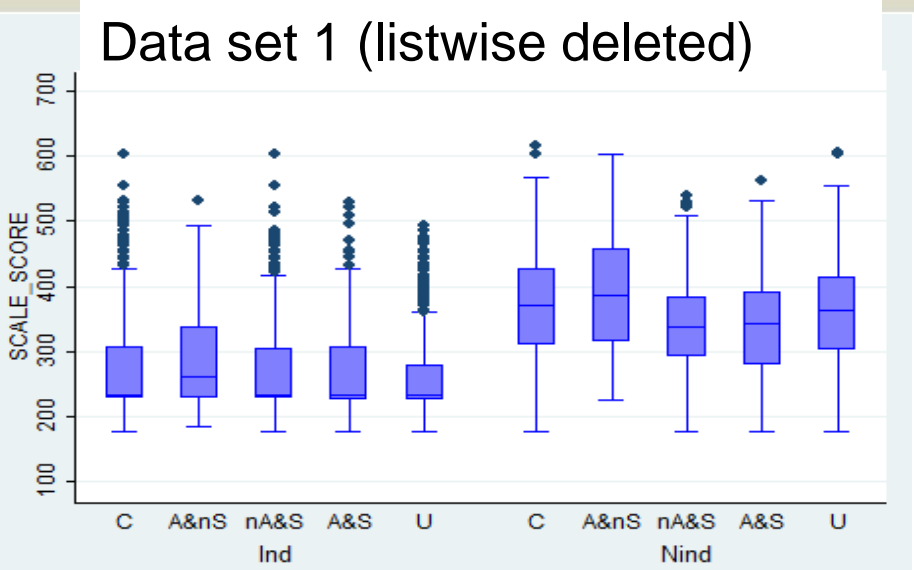 Data set 1 (listwise deleted)
SCALE_SCORE
700
600
500
400
300
200
100
C A&nS nA&S A&S U C A&nS nA&S A&S U
Ind Nind